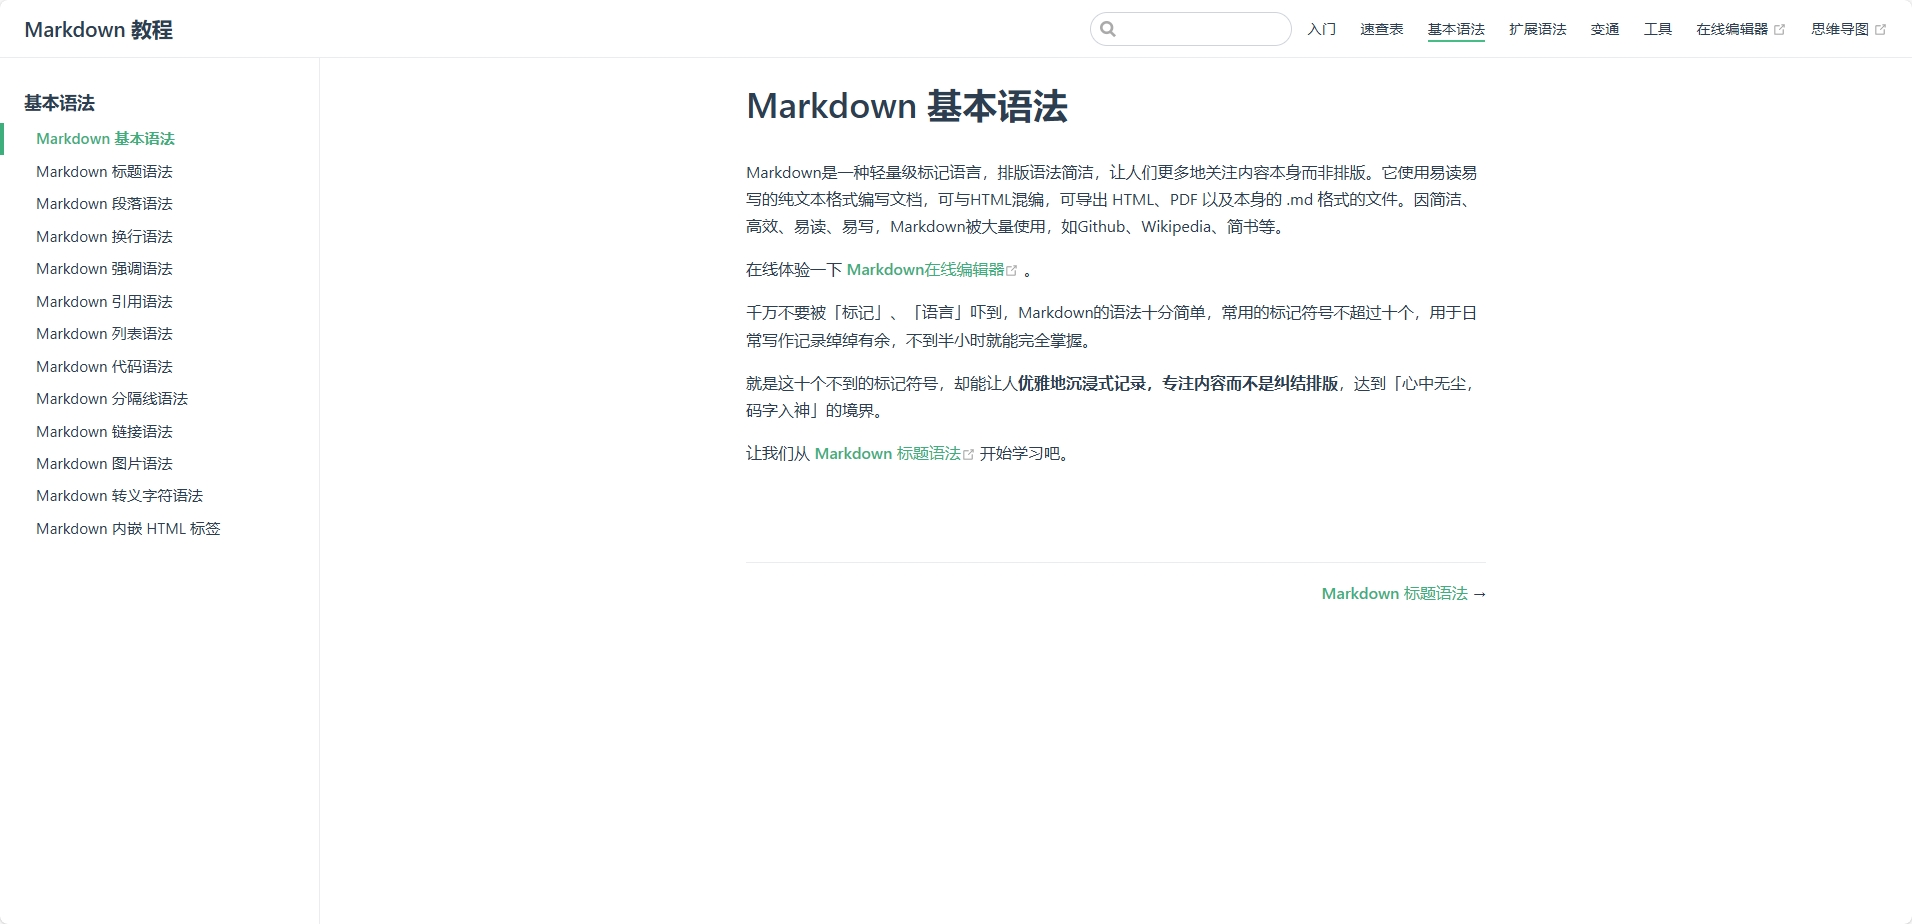 Markdown 教程
入门
速查表
基本语法
扩展语法
变通
工具
在线编辑器
思维导图
基本语法
Markdown 基本语法
Markdown 标题语法
Markdown 段落语法
Markdown 换行语法
Markdown 强调语法
Markdown 引用语法
Markdown 列表语法
Markdown 代码语法
Markdown 分隔线语法
Markdown 链接语法
Markdown 图片语法
Markdown 转义字符语法
Markdown 内嵌 HTML 标签
Markdown 基本语法
Markdown是一种轻量级标记语言，排版语法简洁，让人们更多地关注内容本身而非排版。它使用易读易
写的纯文本格式编写文档，可与HTML混编，可导出 HTML、PDF 以及本身的 .md 格式的文件。因简洁、
高效、易读、易写，Markdown被大量使用，如Github、Wikipedia、简书等。
在线体验一下 Markdown在线编辑器 。
千万不要被「标记」、「语言」吓到，Markdown的语法十分简单，常用的标记符号不超过十个，用于日
常写作记录绰绰有余，不到半小时就能完全掌握。
就是这十个不到的标记符号，却能让人优雅地沉浸式记录，专注内容而不是纠结排版，达到「心中无尘，
码字入神」的境界。
让我们从 Markdown 标题语法 开始学习吧。
Markdown 标题语法 →